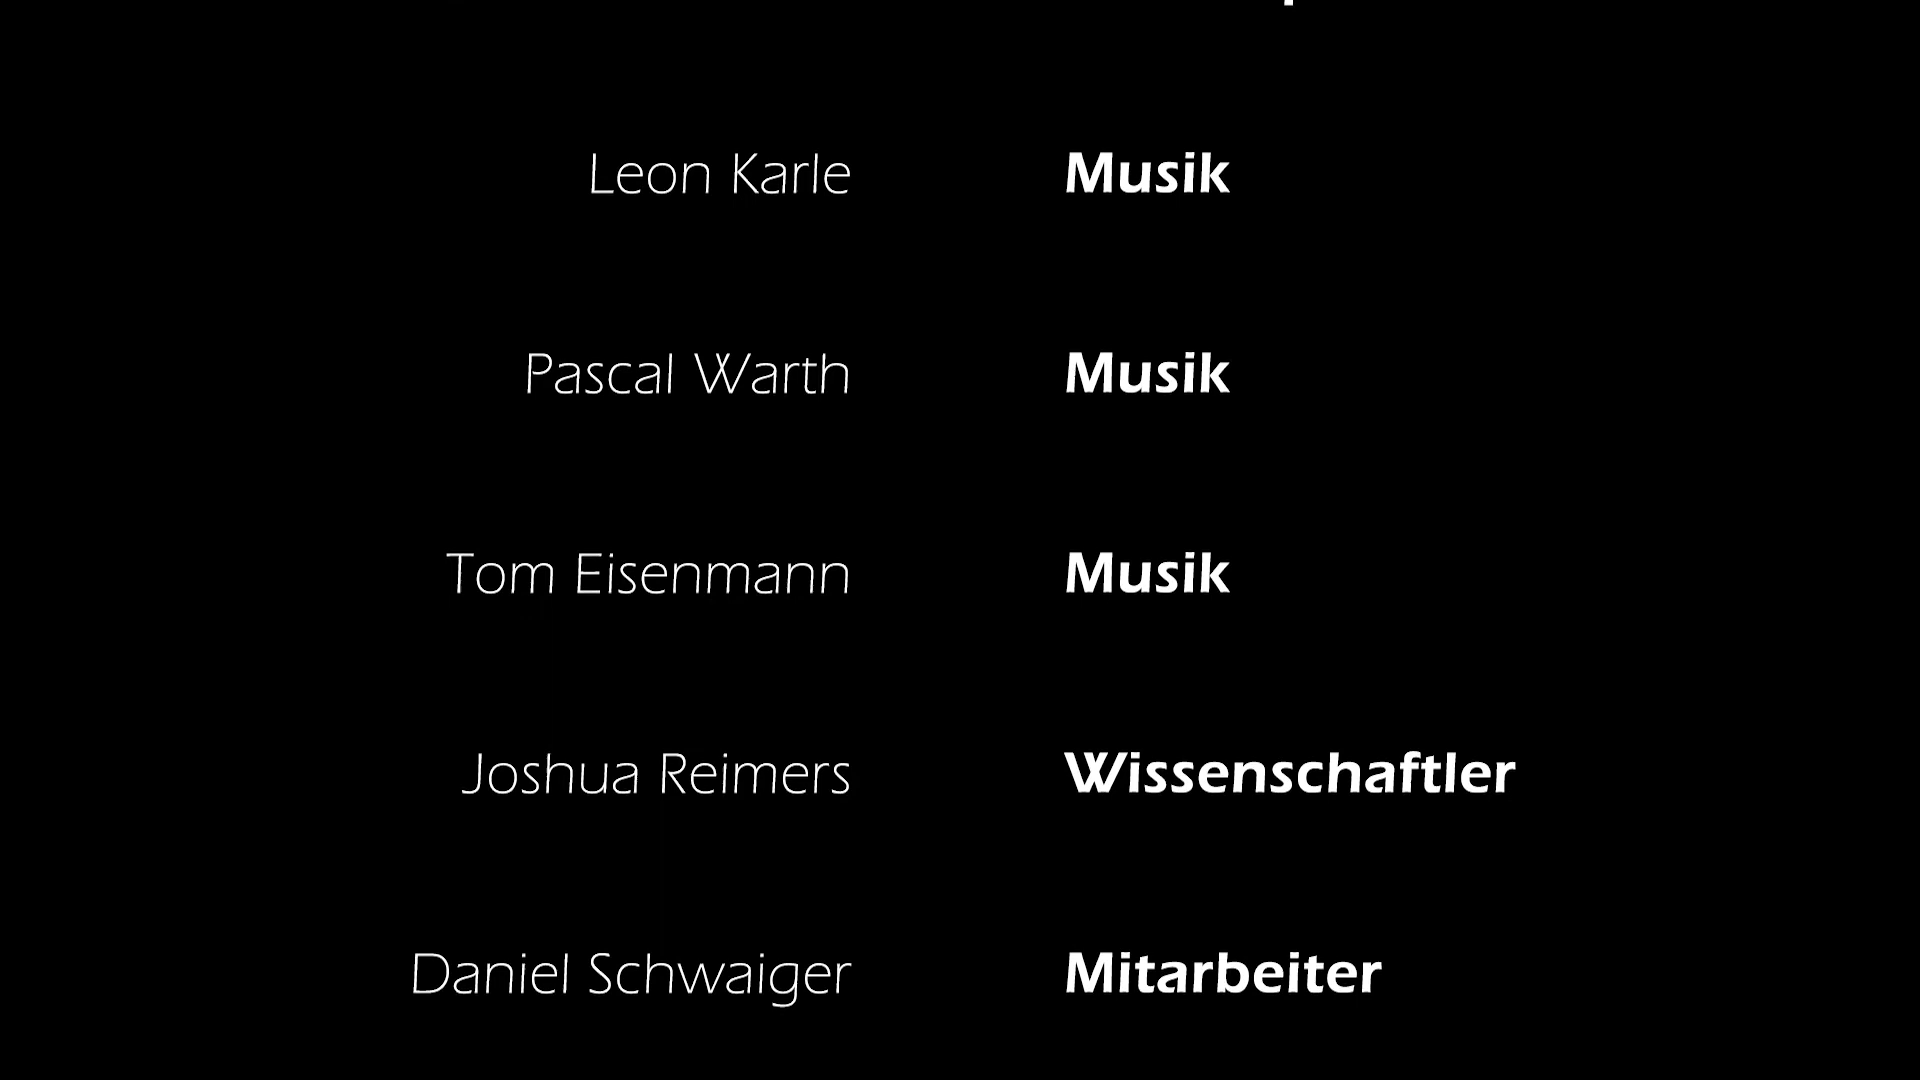 Leon Karle Musik
Pascal Warth Musik
Tom Eisenmann Musik
Joshua Reimers Wissenschaftler
Daniel Schwaiger Mitarbeiter